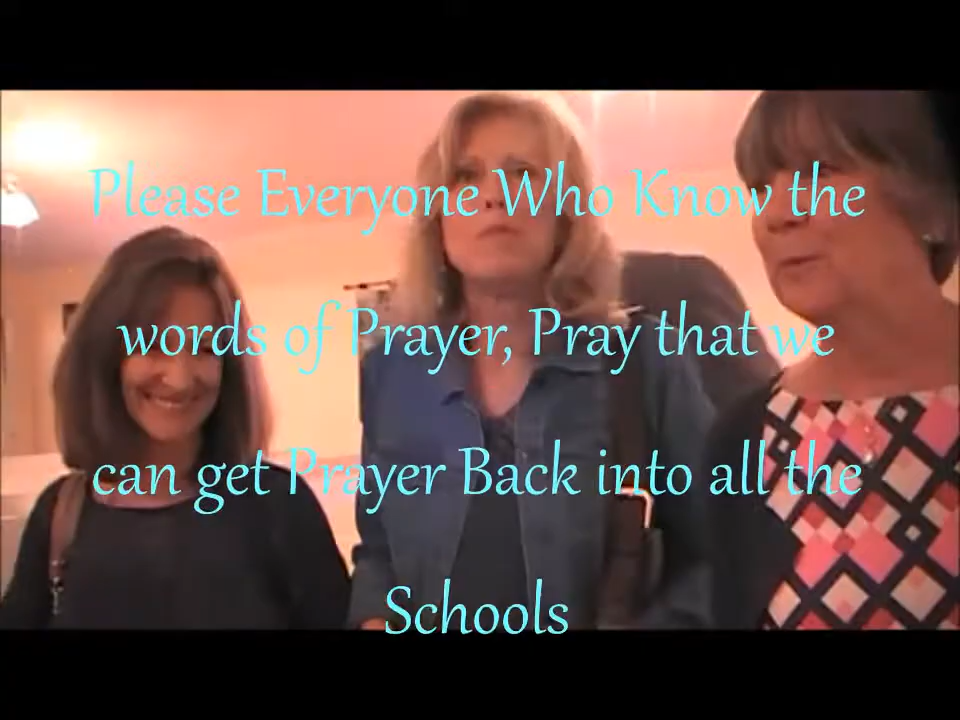 Please Everyone Who Know the
words of Prayer, Pray that we
can get Prayer Back into all the
Schools